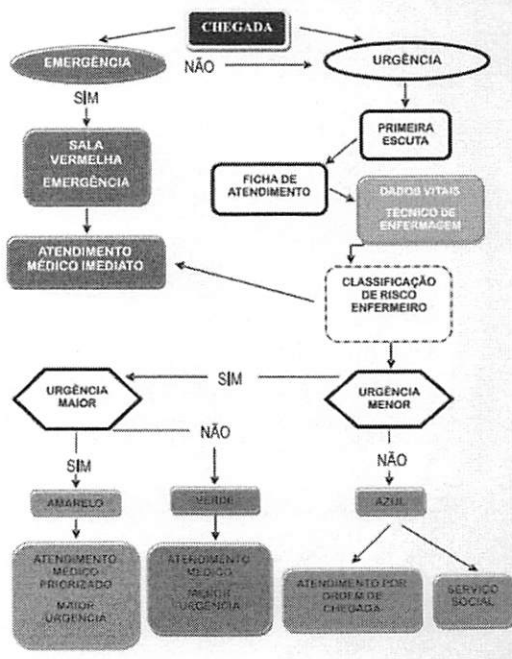 CHEGADA
EMERGÊNCIA
NÃO
URGÊNCIA
SIM
PRIMEIRA
ESCUTA
SALA
VERMELHA
EMERGÊNCIA
FICHA DE
ATENDIMENTO
DADOS VITAIS
TÉCNICO DE
ENFERMAGEM
ATENDIMENTO
MÉDICO IMEDIATO
CLASSIFICAÇÃO
DE RISCO
ENFERMEIRO
URGÊNCIA
MAIOR
SIM
URGÊNCIA
MENOR
SIM
NÃO
NÃO
AMARELO
VERDE
AZUL
ATENDIMENTO
MÉDICO
PRIORIZADO
MAIOR
URGENCIA
ATENDIMENTO
MÉDICO
MENOR
URGÊNCIA
ATENDIMENTO POR
ORDEM DE
CHEGADA
SERVIÇO
SOCIAL